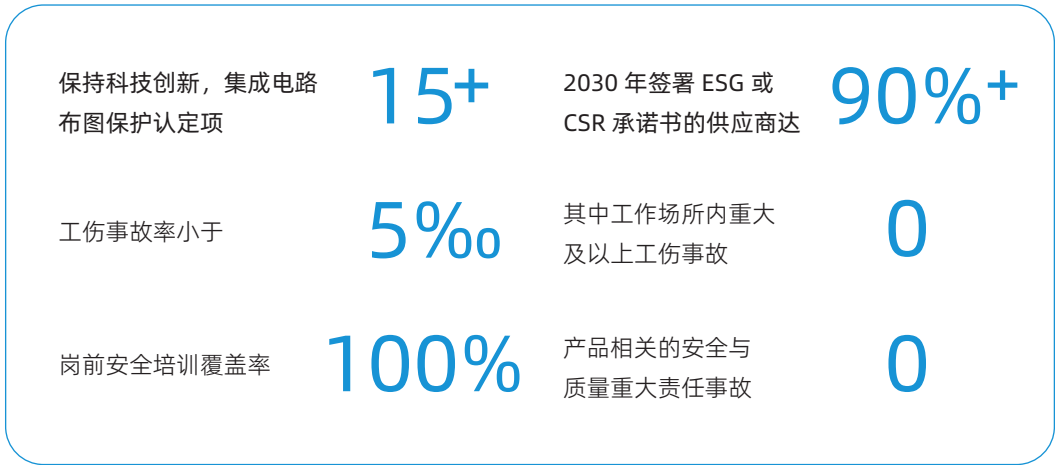 保持科技创新，集成电路
布图保护认定项
15+
2030 年签署 ESG 或
CSR 承诺书的供应商达
90%+
工伤事故率小于
5‰
其中工作场所内重大
及以上工伤事故
0
岗前安全培训覆盖率
100%
产品相关的安全与
质量重大责任事故
0